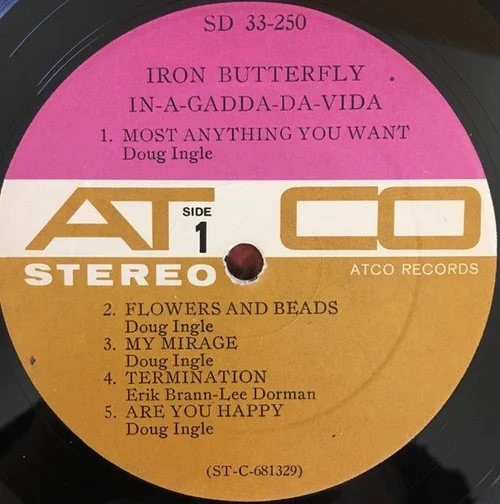 SD 33-250
IRON BUTTERFLY
IN-A-GADDA-DA-VIDA
1. MOST ANYTHING YOU WANT
Doug Ingle
ATCO
SIDE
1
STEREO
ATCO RECORDS
2. FLOWERS AND BEADS
Doug Ingle
3. MY MIRAGE
Doug Ingle
4. TERMINATION
Erik Brann-Lee Dorman
5. ARE YOU HAPPY
Doug Ingle
(ST-C-681329)